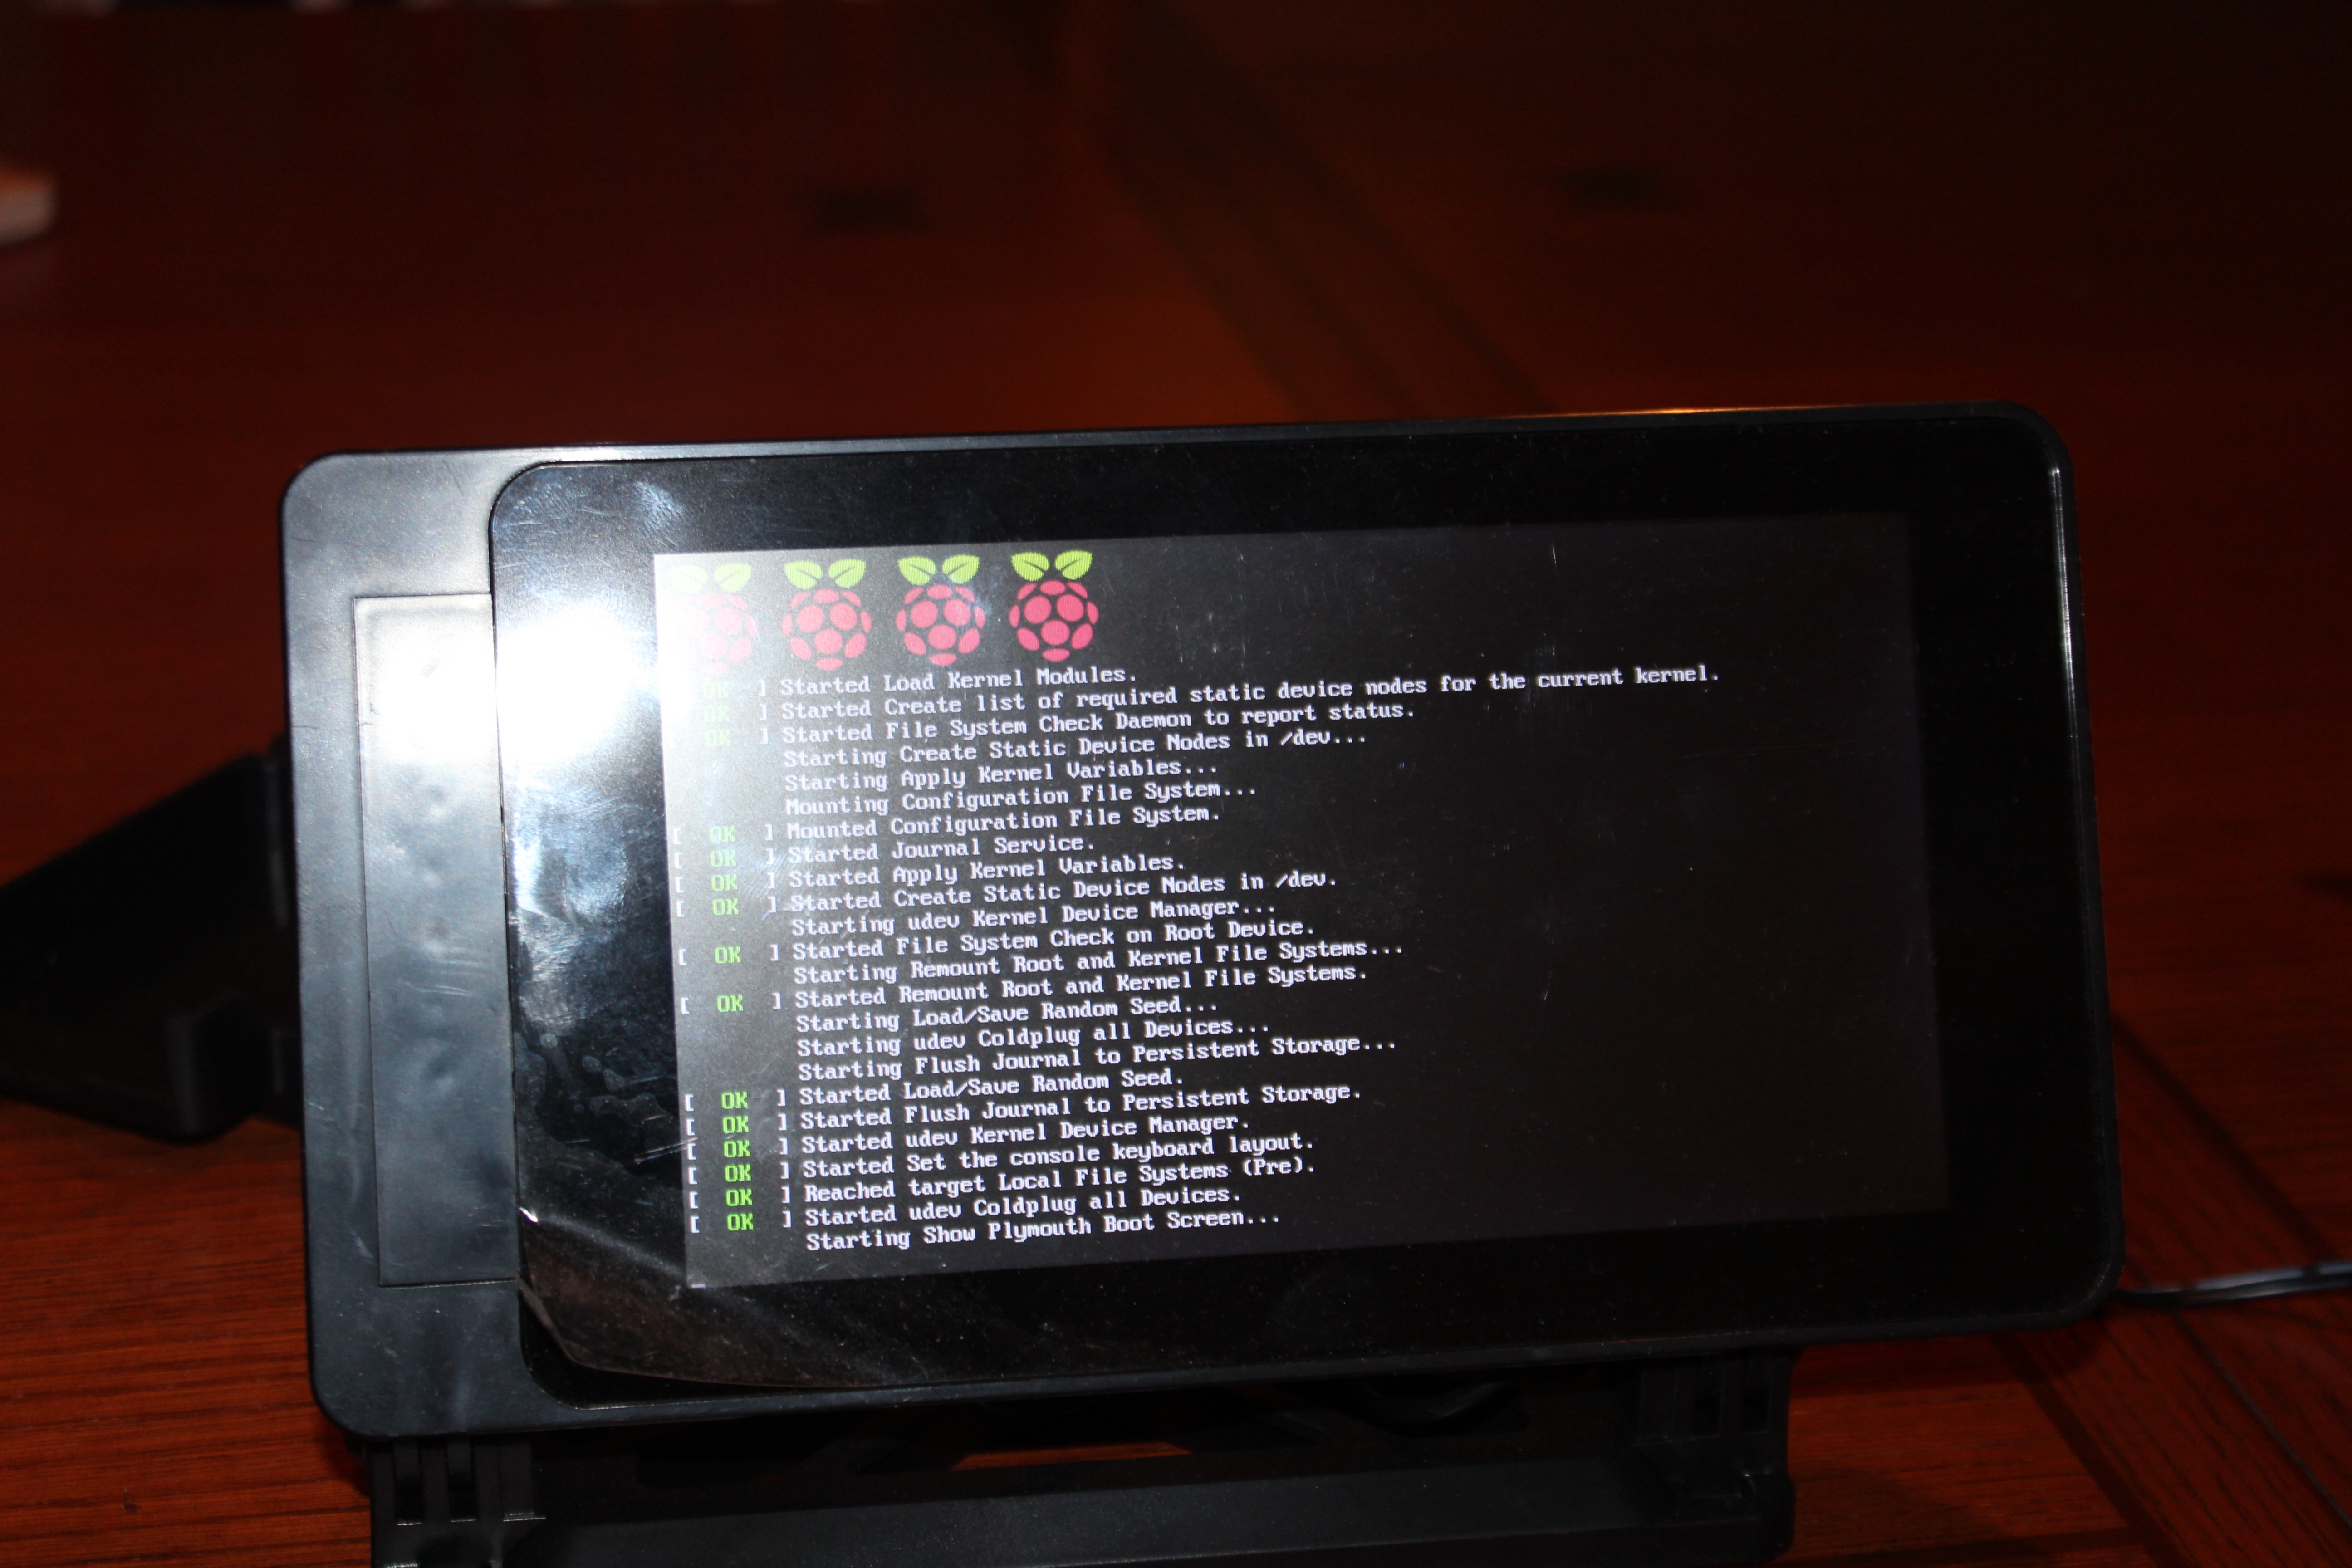 OK ] Started Load Kernel Modules.
OK ] Started Create list of required static device nodes for the current kernel.
OK ] Started File System Check Daemon to report status.
Starting Create Static Device Nodes in /dev...
Starting Apply Kernel Variables...
Mounting Configuration File System...
[ OK ] Mounted Configuration File System.
[ OK ] Started Journal Service.
[ OK ] Started Apply Kernel Variables.
[ OK ] Started Create Static Device Nodes in /dev.
Starting udev Kernel Device Manager...
[ OK ] Started File System Check on Root Device.
Starting Remount Root and Kernel File Systems...
[ OK ] Started Remount Root and Kernel File Systems.
Starting Load/Save Random Seed...
Starting udev Coldplug all Devices...
Starting Flush Journal to Persistent Storage...
[ OK ] Started Load/Save Random Seed.
[ OK ] Started Flush Journal to Persistent Storage.
[ OK ] Started udev Kernel Device Manager.
[ OK ] Started Set the console keyboard layout.
[ OK ] Reached target Local File Systems (Pre).
[ OK ] Started udev Coldplug all Devices.
Starting Show Plymouth Boot Screen...